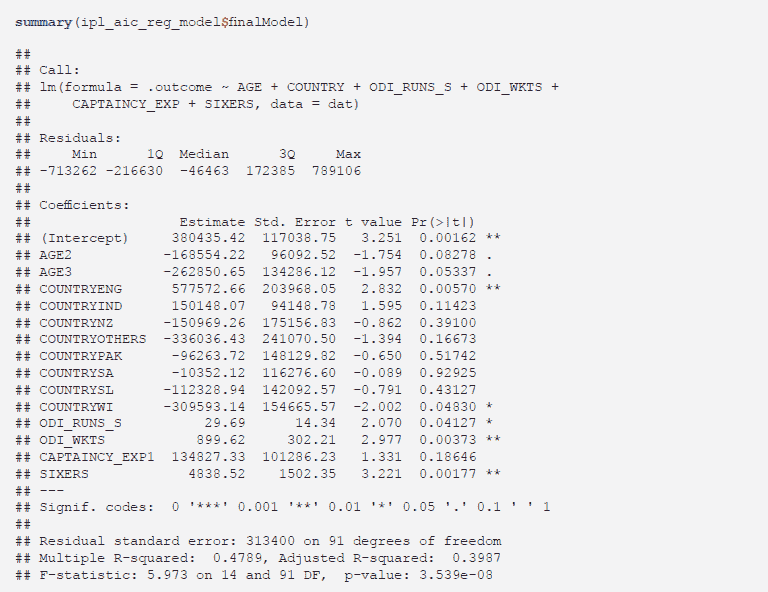 summary(ipl_aic_reg_model$finalModel)
##
## Call:
## lm(formula = .outcome ~ AGE + COUNTRY + ODI_RUNS_S + ODI_WKTS +
##     CAPTAINCY_EXP + SIXERS, data = dat)
##
## Residuals:
##     Min      1Q  Median      3Q     Max
## -713262 -216630  -46463  172385  789106
##
## Coefficients:
##                 Estimate Std. Error t value Pr(>|t|)
## (Intercept)     380435.42  117038.75   3.251  0.00162 **
## AGE2           -168554.22   96092.52  -1.754  0.08278 .
## AGE3           -262850.65  134286.12  -1.957  0.05337 .
## COUNTRYENG      577572.66  203968.05   2.832  0.00570 **
## COUNTRYIND      150148.07   94148.78   1.595  0.11423
## COUNTRYNZ      -150969.26  175156.83  -0.862  0.39100
## COUNTRYOTHERS  -336036.43  241070.50  -1.394  0.16673
## COUNTRYPAK      -96263.72  148129.82  -0.650  0.51742
## COUNTRYSA       -10352.12  116276.60  -0.089  0.92925
## COUNTRYSL      -112328.94  142092.57  -0.791  0.43127
## COUNTRYWI      -309593.14  154665.57  -2.002  0.04830 *
## ODI_RUNS_S          29.69      14.34   2.070  0.04127 *
## ODI_WKTS           899.62     302.21   2.977  0.00373 **
## CAPTAINCY_EXP1  134827.33  101286.23   1.331  0.18646
## SIXERS            4838.52    1502.35   3.221  0.00177 **
## ---
## Signif. codes:  0 '***' 0.001 '**' 0.01 '*' 0.05 '.' 0.1 ' ' 1
##
## Residual standard error: 313400 on 91 degrees of freedom
## Multiple R-squared:  0.4789, Adjusted R-squared:  0.3987
## F-statistic: 5.973 on 14 and 91 DF,  p-value: 3.539e-08